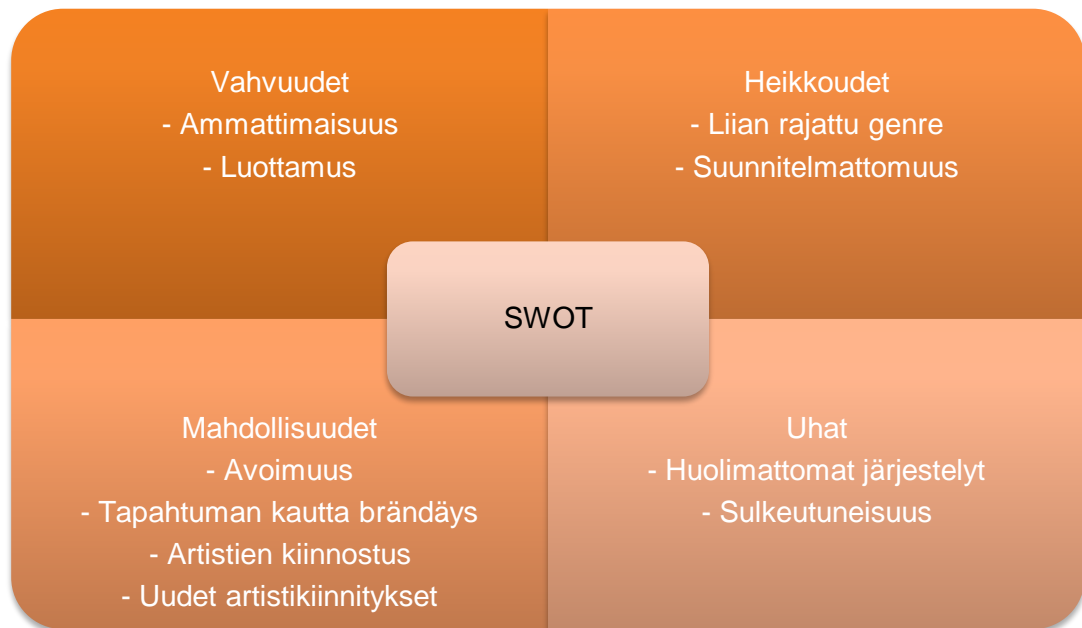 Vahvuudet
- Ammattimaisuus
- Luottamus
Heikkoudet
- Liian rajattu genre
- Suunnitelmattomuus
SWOT
Mahdollisuudet
- Avoimuus
- Tapahtuman kautta brändäys
- Artistien kiinnostus
- Uudet artistikiinnitykset
Uhat
- Huolimattomat järjestelyt
- Sulkeutuneisuus